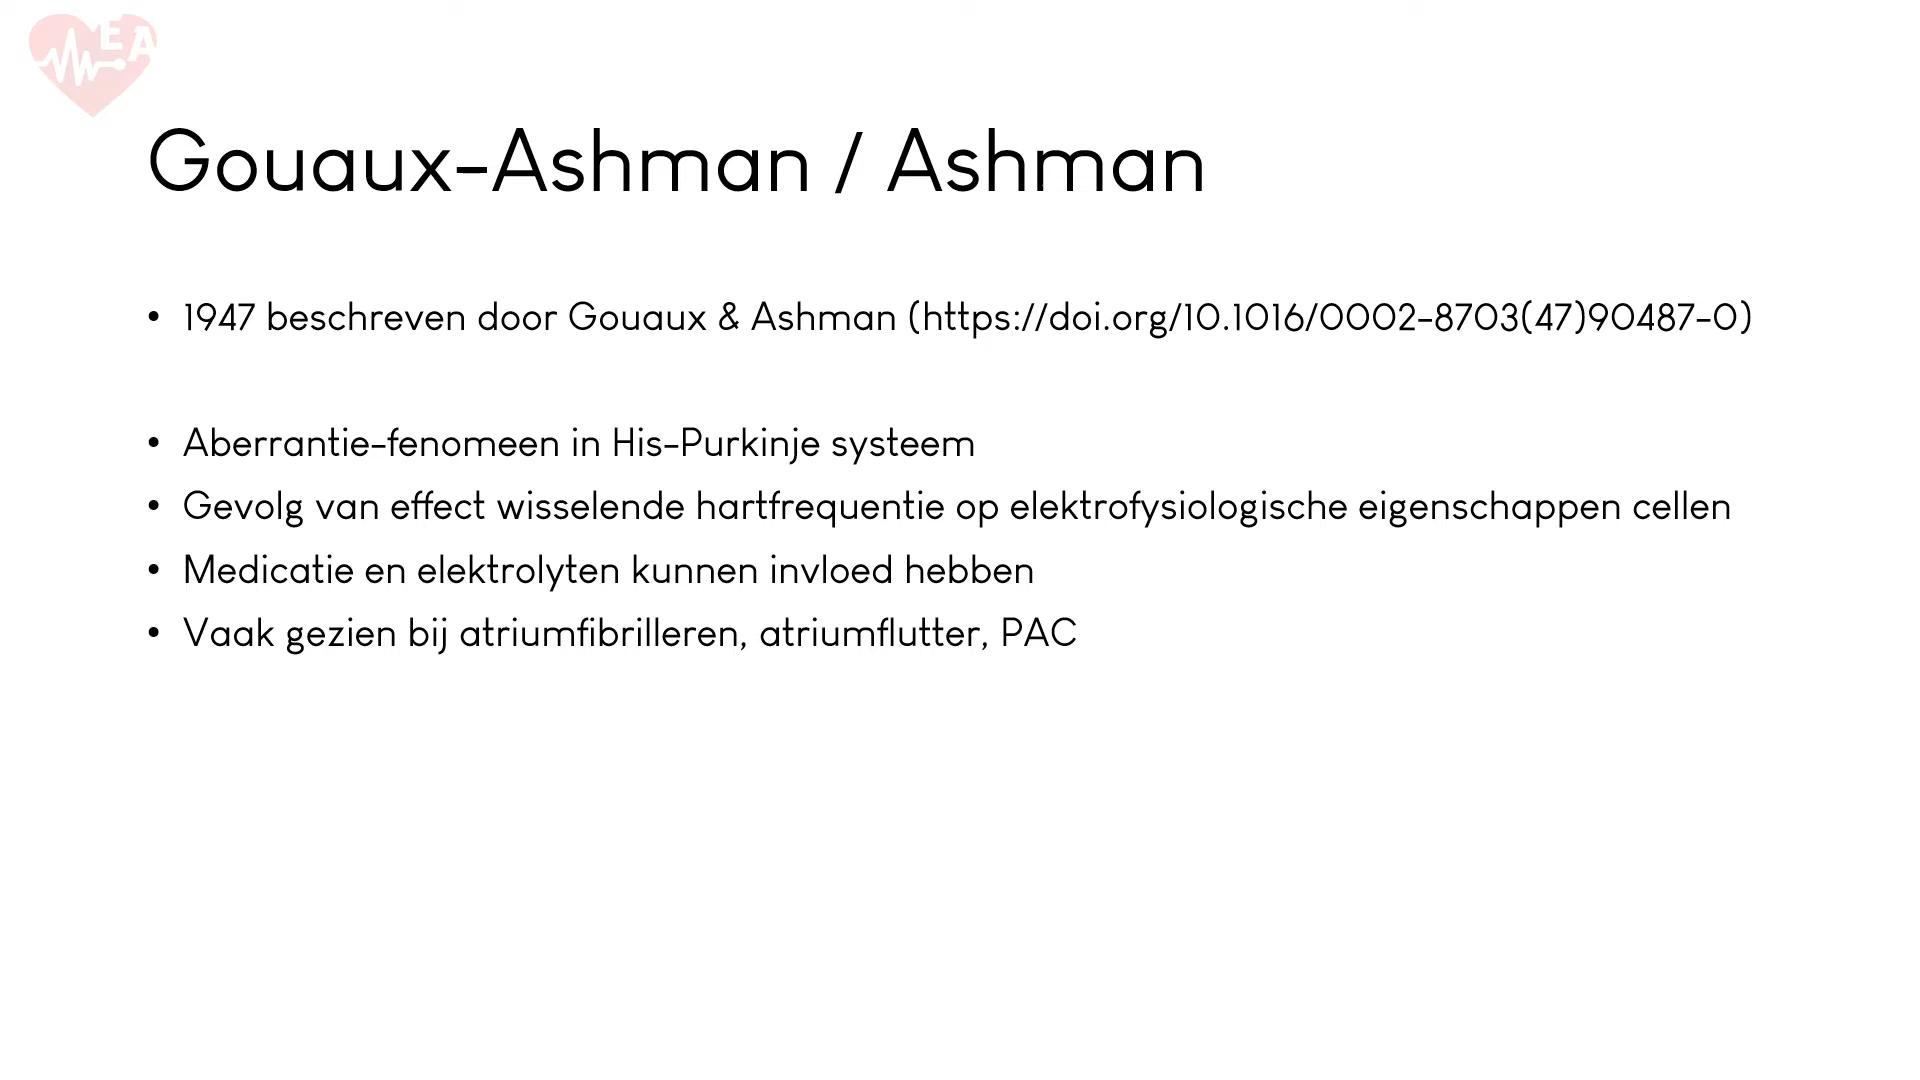 EA
Gouaux-Ashman / Ashman
• 1947 beschreven door Gouaux & Ashman (https://doi.org/10.1016/0002-8703(47)90487-0)
• Aberrantie-fenomeen in His-Purkinje systeem
• Gevolg van effect wisselende hartfrequentie op elektrofysiologische eigenschappen cellen
• Medicatie en elektrolyten kunnen invloed hebben
• Vaak gezien bij atriumfibrilleren, atriumflutter, PAC